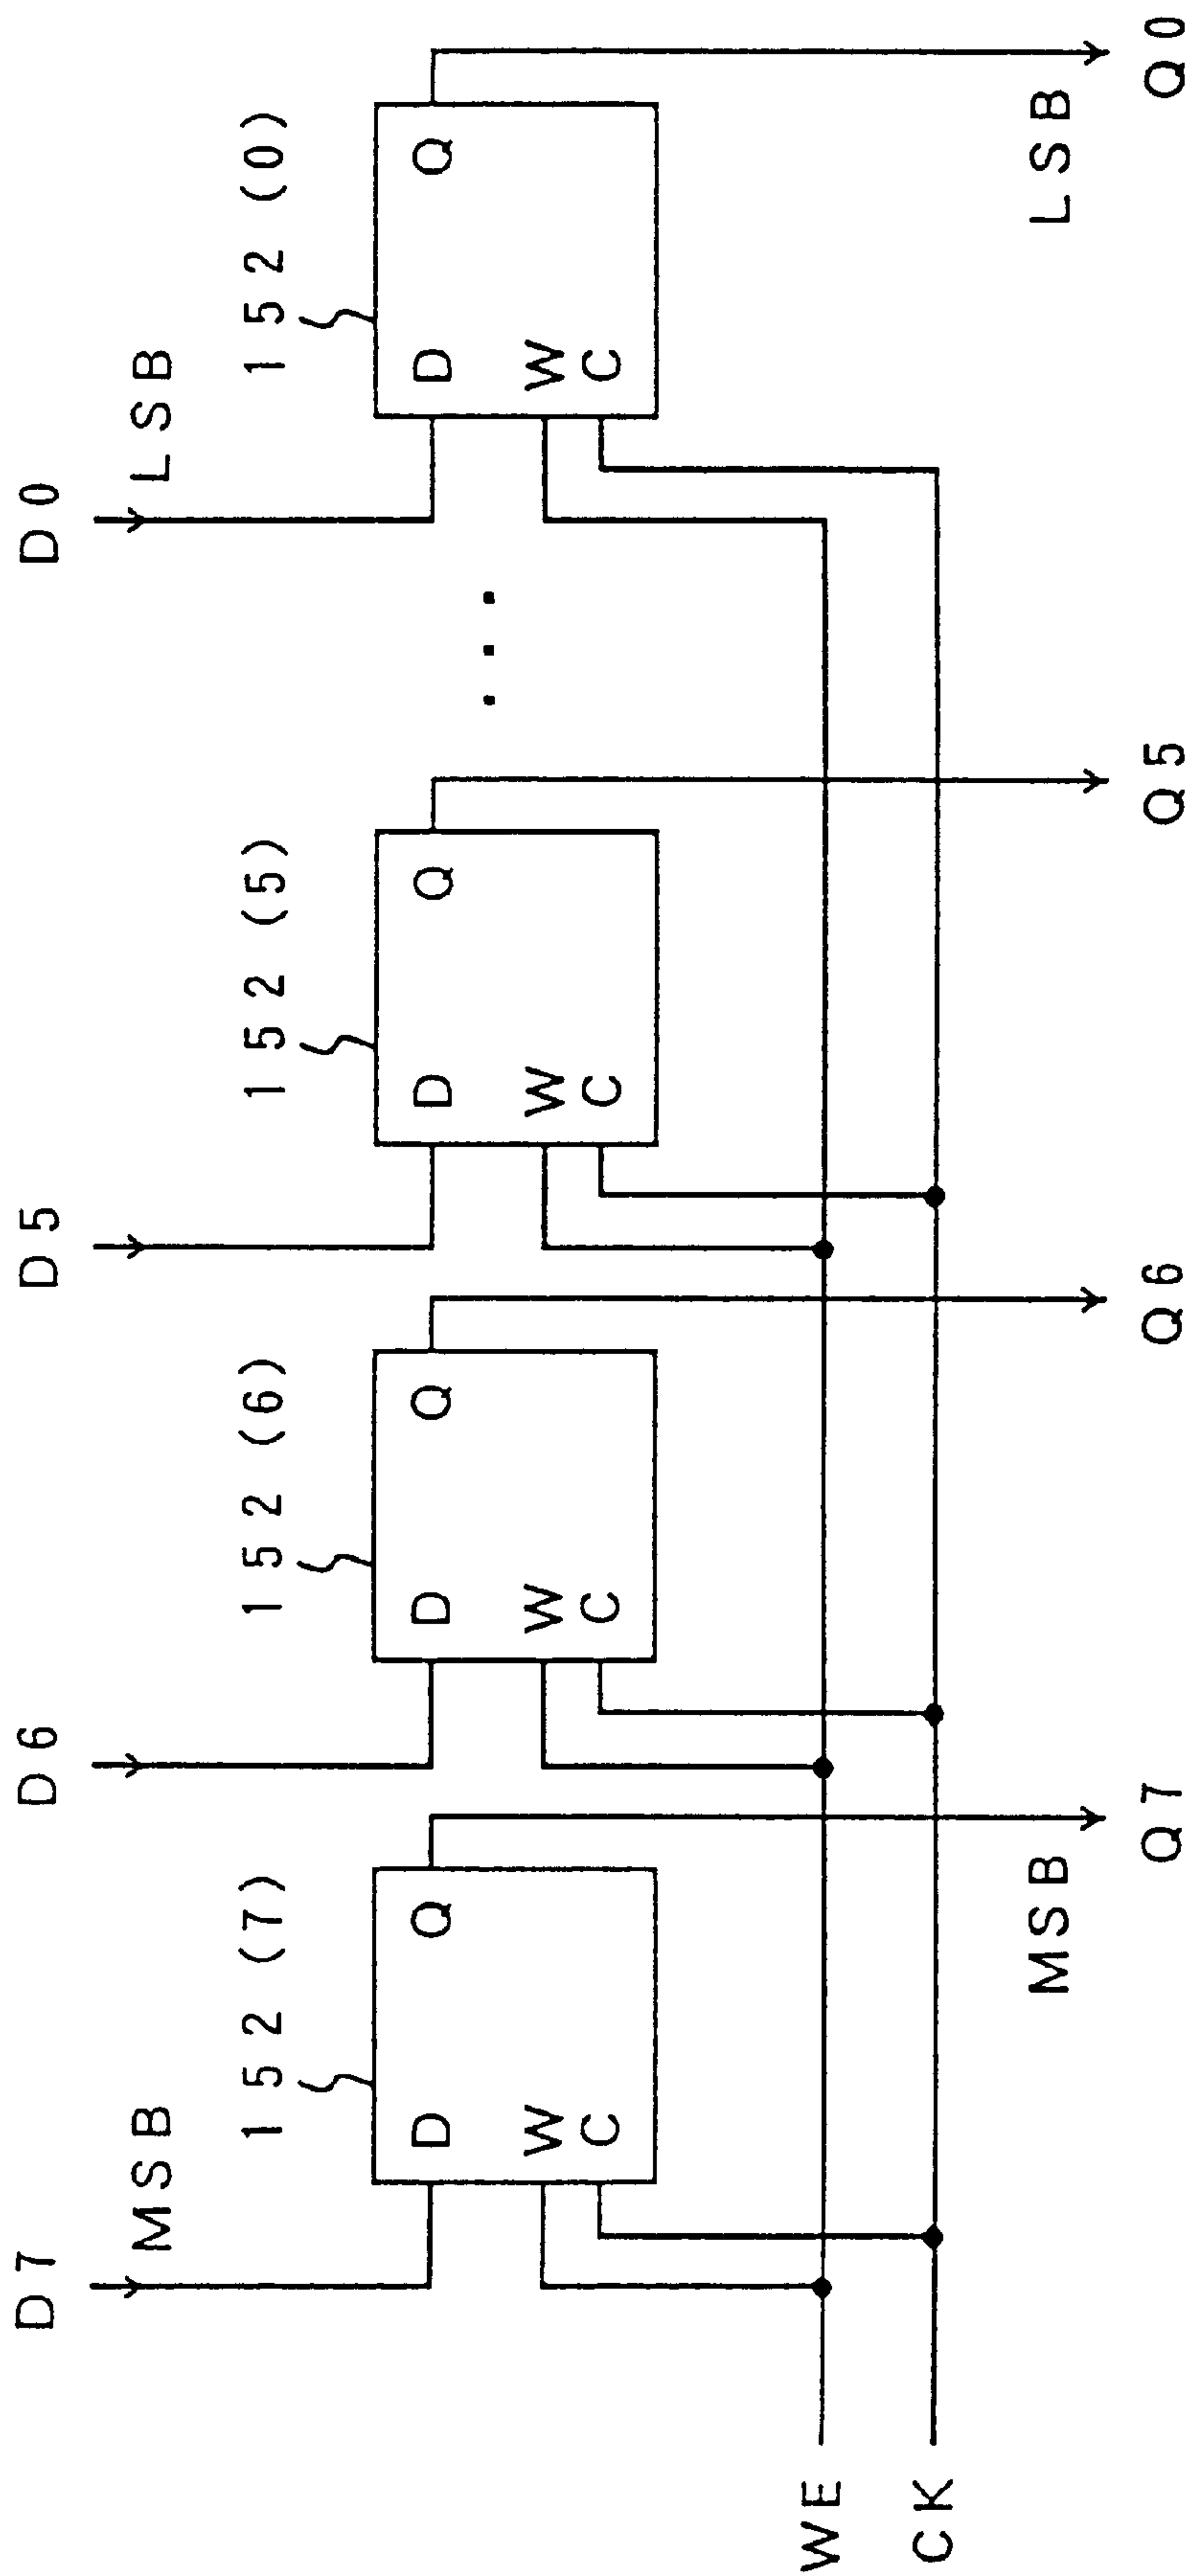 D7 D6 D5 D0
MSB LSB
152 (7) 152 (6) 152 (5) 152 (0)
D Q D Q D Q D Q
. . .
W W W W
C C C C
WE
CK
MSB LSB
Q7 Q6 Q5 Q0